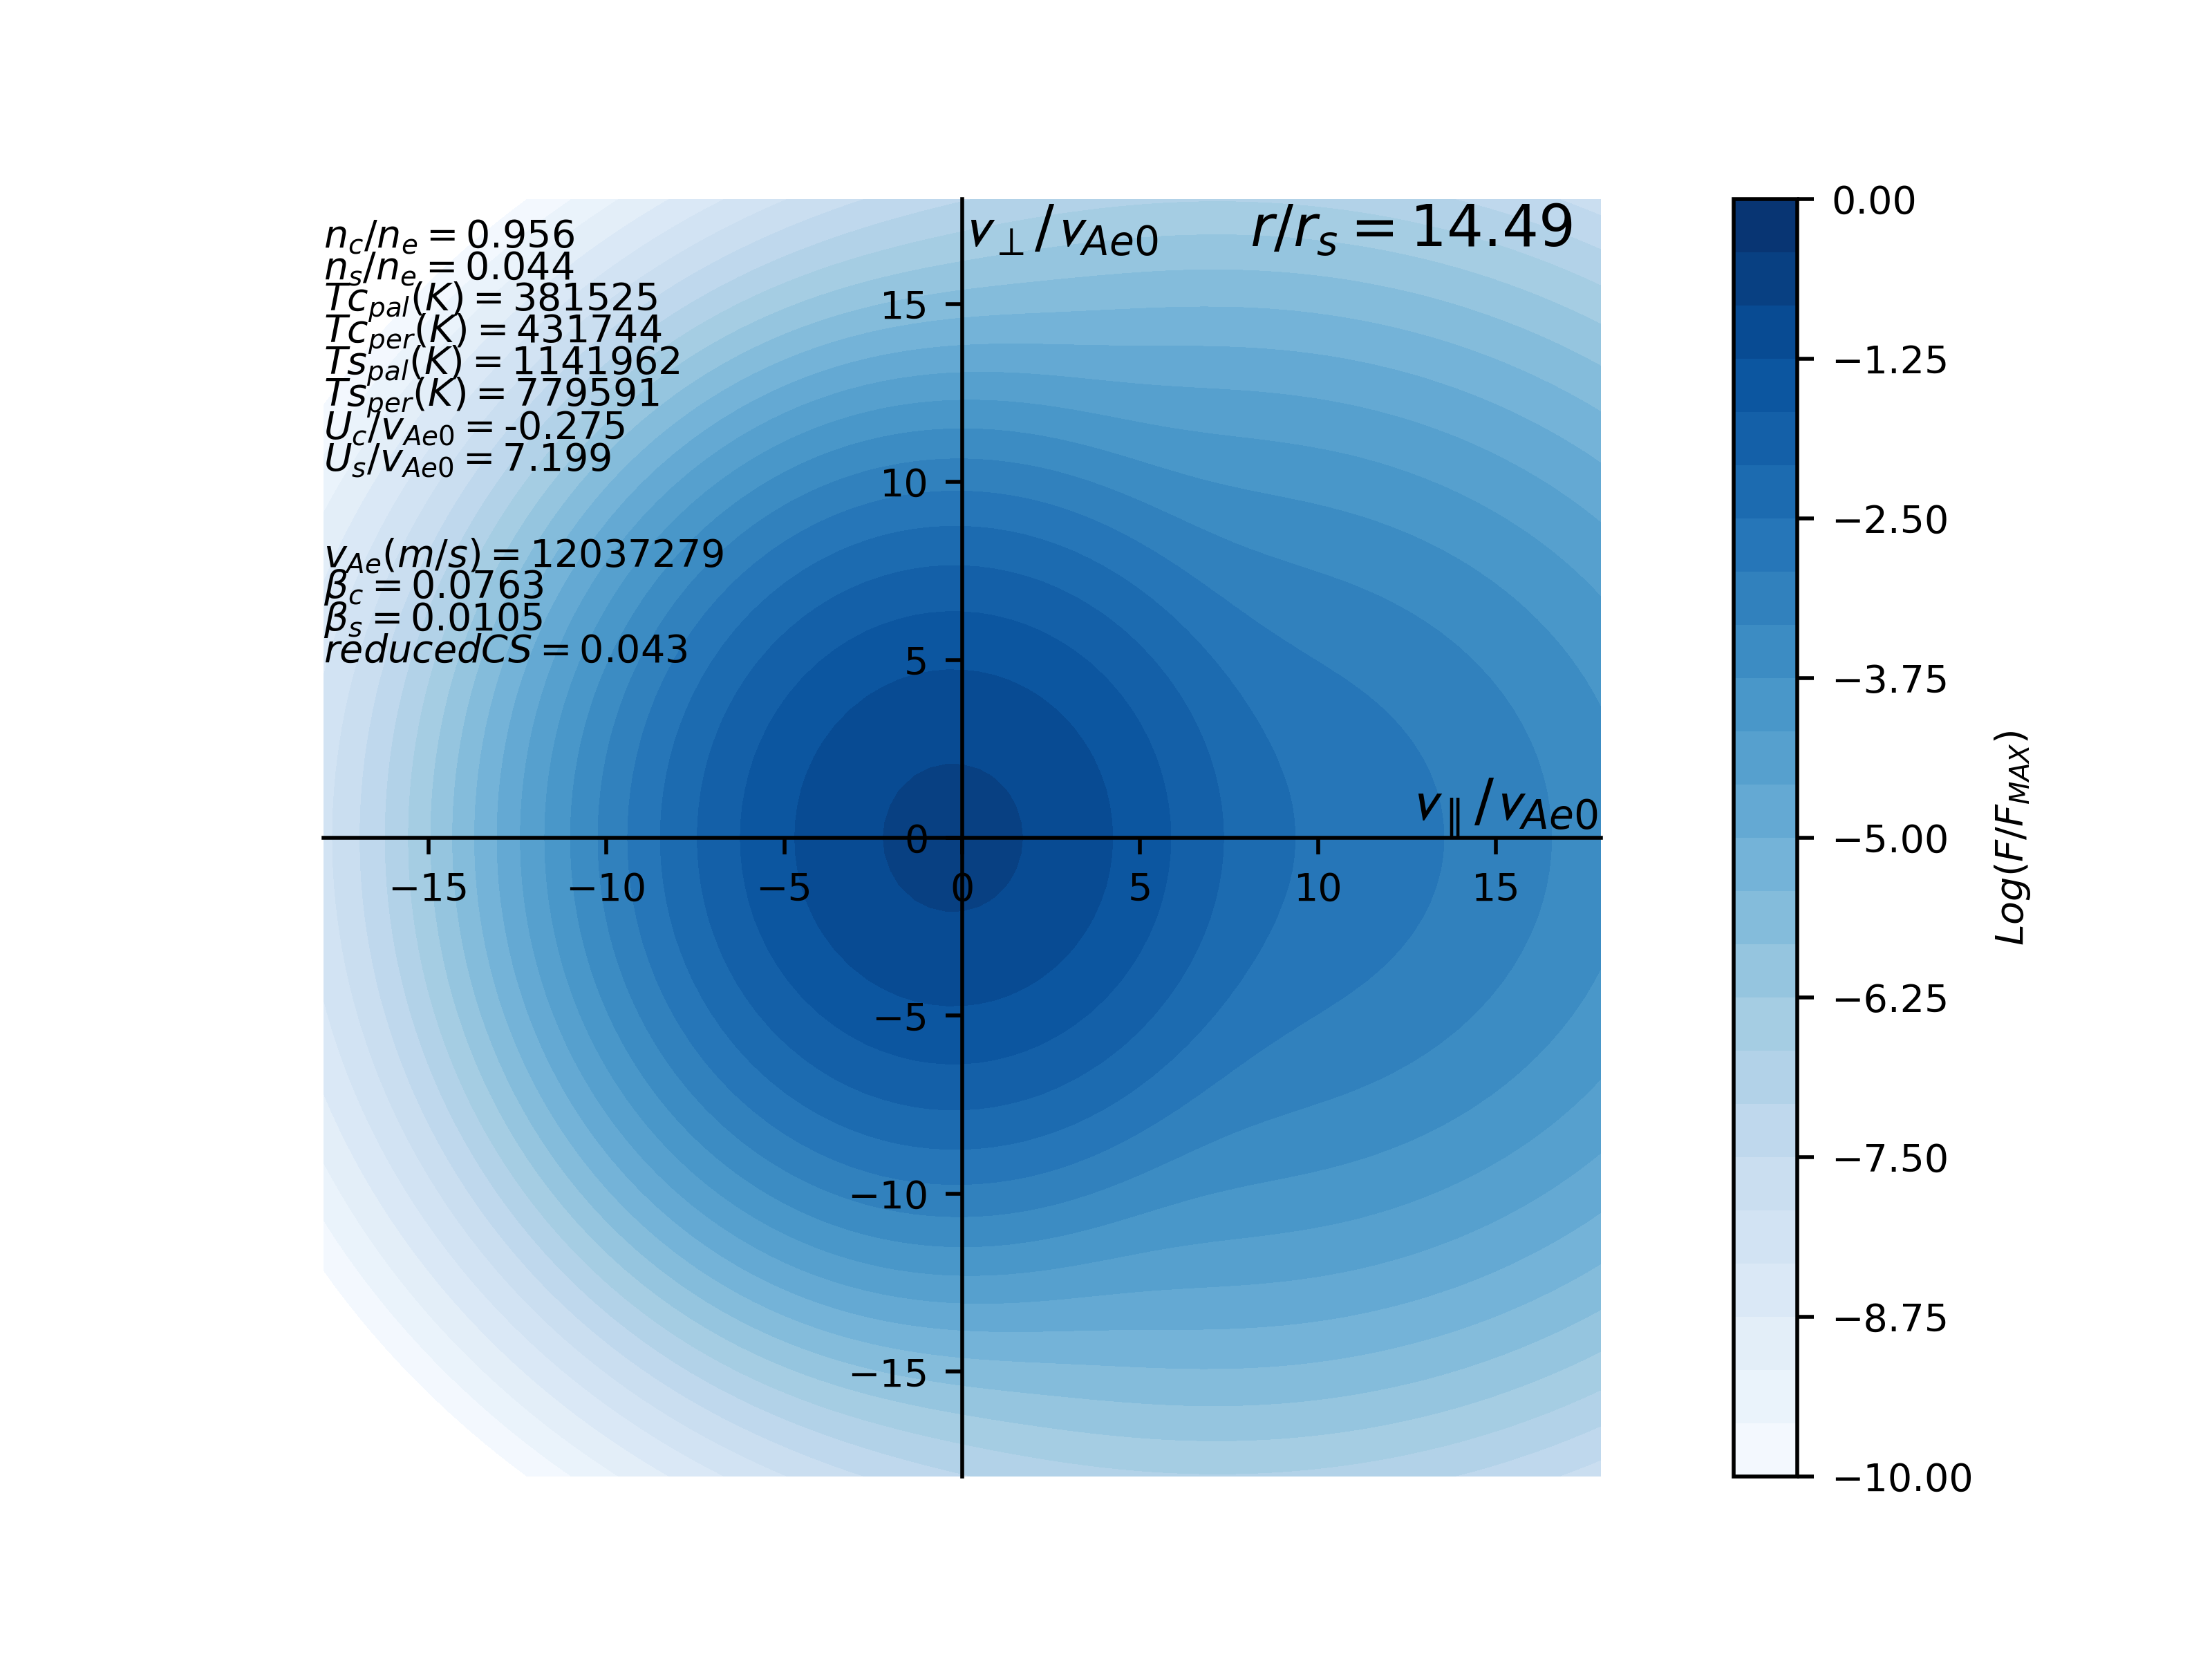 n_c/n_e = 0.956
n_s/n_e = 0.044
Tc_pal(K) = 381525
Tc_per(K) = 431744
Ts_pal(K) = 1141962
Ts_per(K) = 779591
U_c/v_Ae0 = -0.275
U_s/v_Ae0 = 7.199
v_Ae(m/s) = 12037279
β_c = 0.0763
β_s = 0.0105
reducedCS = 0.043
v_⊥/v_Ae0
r/r_s = 14.49
15
10
5
0
−5
−10
−15
v_∥/v_Ae0
−15 −10 −5 0 5 10 15
0.00
−1.25
−2.50
−3.75
−5.00
−6.25
−7.50
−8.75
−10.00
Log(F/F_MAX)